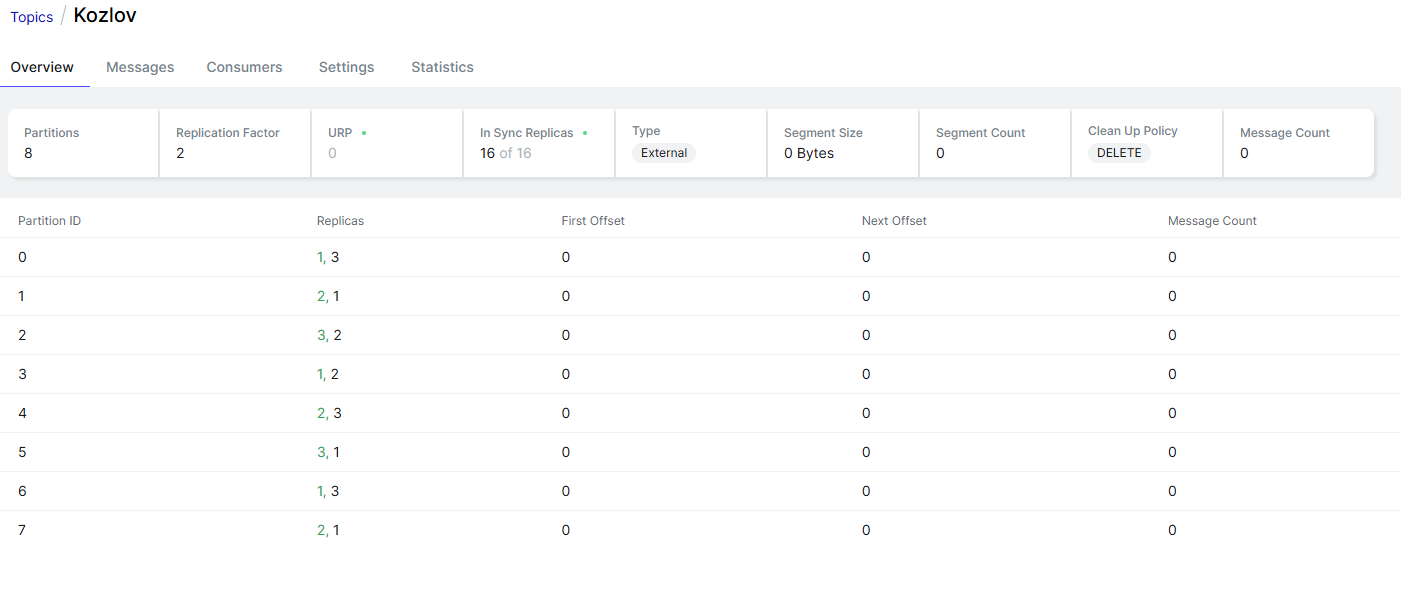 Topics / Kozlov
Overview Messages Consumers Settings Statistics
Partitions Replication Factor URP In Sync Replicas Type Segment Size Segment Count Clean Up Policy Message Count
8 2 0 16 of 16 External 0 Bytes 0 DELETE 0
Partition ID Replicas First Offset Next Offset Message Count
0 1, 3 0 0 0
1 2, 1 0 0 0
2 3, 2 0 0 0
3 1, 2 0 0 0
4 2, 3 0 0 0
5 3, 1 0 0 0
6 1, 3 0 0 0
7 2, 1 0 0 0